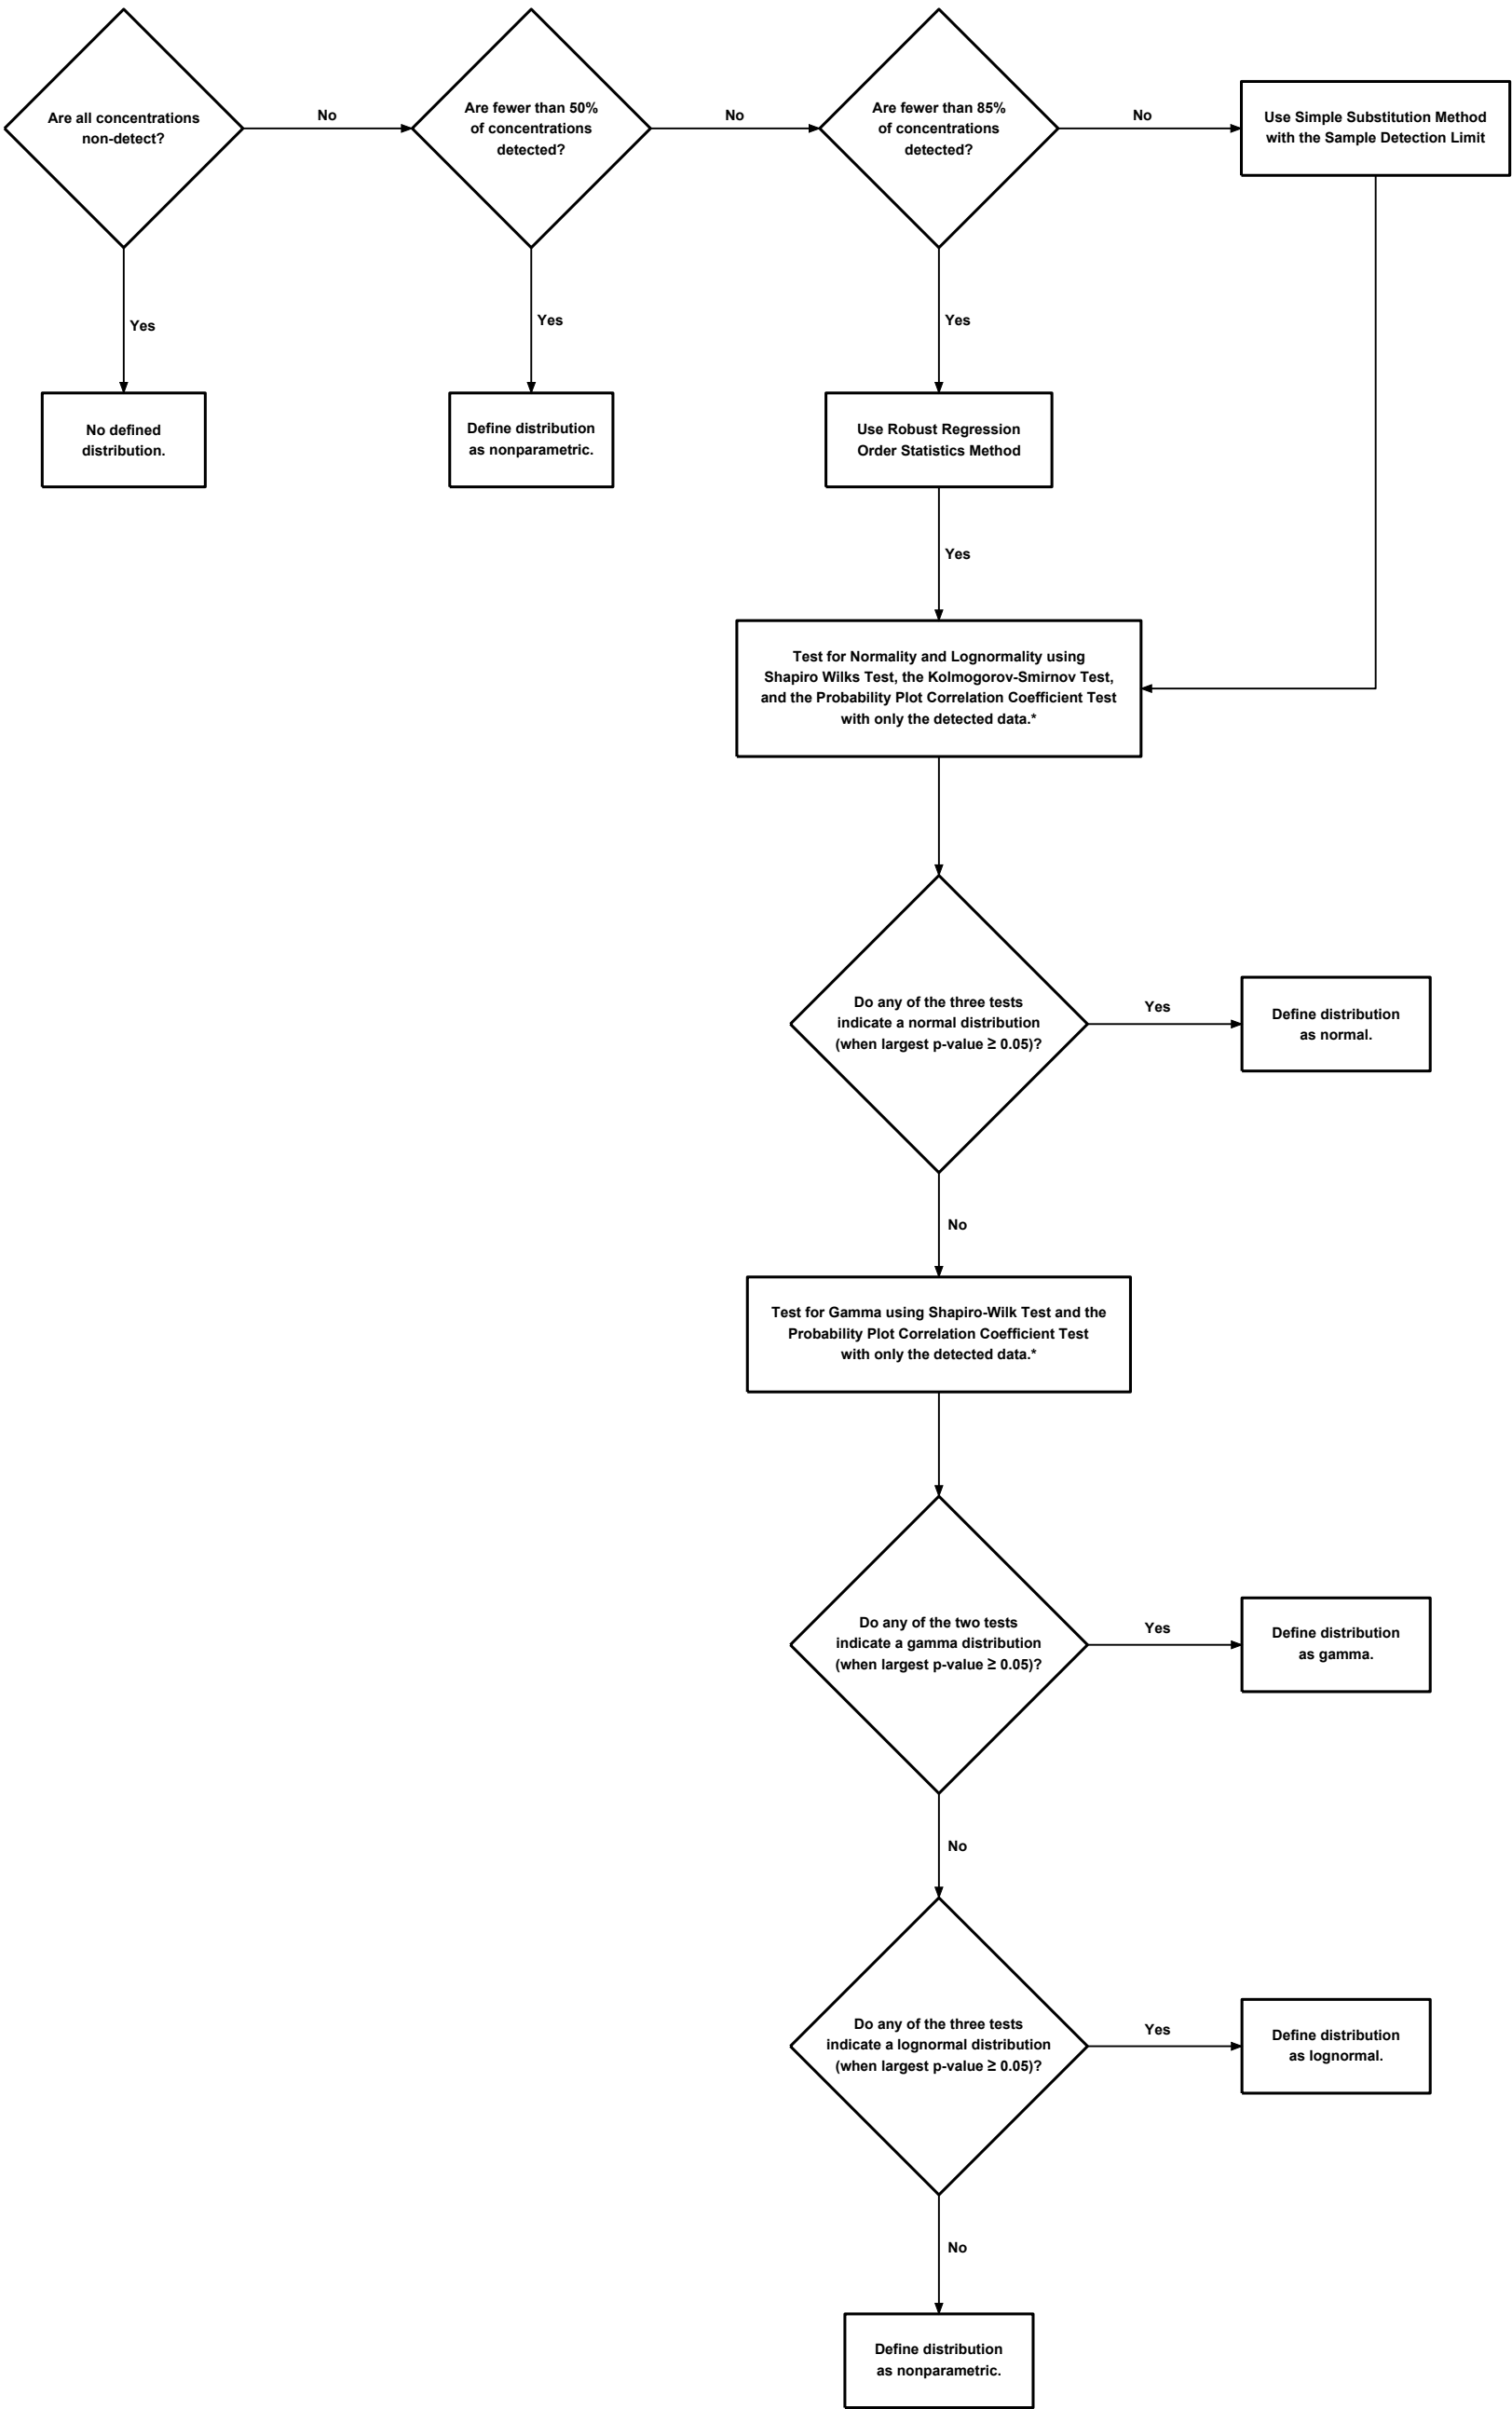 Are all concentrations
non-detect?
No
Are fewer than 50%
of concentrations
detected?
No
Are fewer than 85%
of concentrations
detected?
No
Use Simple Substitution Method
with the Sample Detection Limit
Yes
Yes
Yes
No defined
distribution.
Define distribution
as nonparametric.
Use Robust Regression
Order Statistics Method
Yes
Test for Normality and Lognormality using
Shapiro Wilks Test, the Kolmogorov-Smirnov Test,
and the Probability Plot Correlation Coefficient Test
with only the detected data.*
Do any of the three tests
indicate a normal distribution
(when largest p-value ≥ 0.05)?
Yes
Define distribution
as normal.
No
Test for Gamma using Shapiro-Wilk Test and the
Probability Plot Correlation Coefficient Test
with only the detected data.*
Do any of the two tests
indicate a gamma distribution
(when largest p-value ≥ 0.05)?
Yes
Define distribution
as gamma.
No
Do any of the three tests
indicate a lognormal distribution
(when largest p-value ≥ 0.05)?
Yes
Define distribution
as lognormal.
No
Define distribution
as nonparametric.